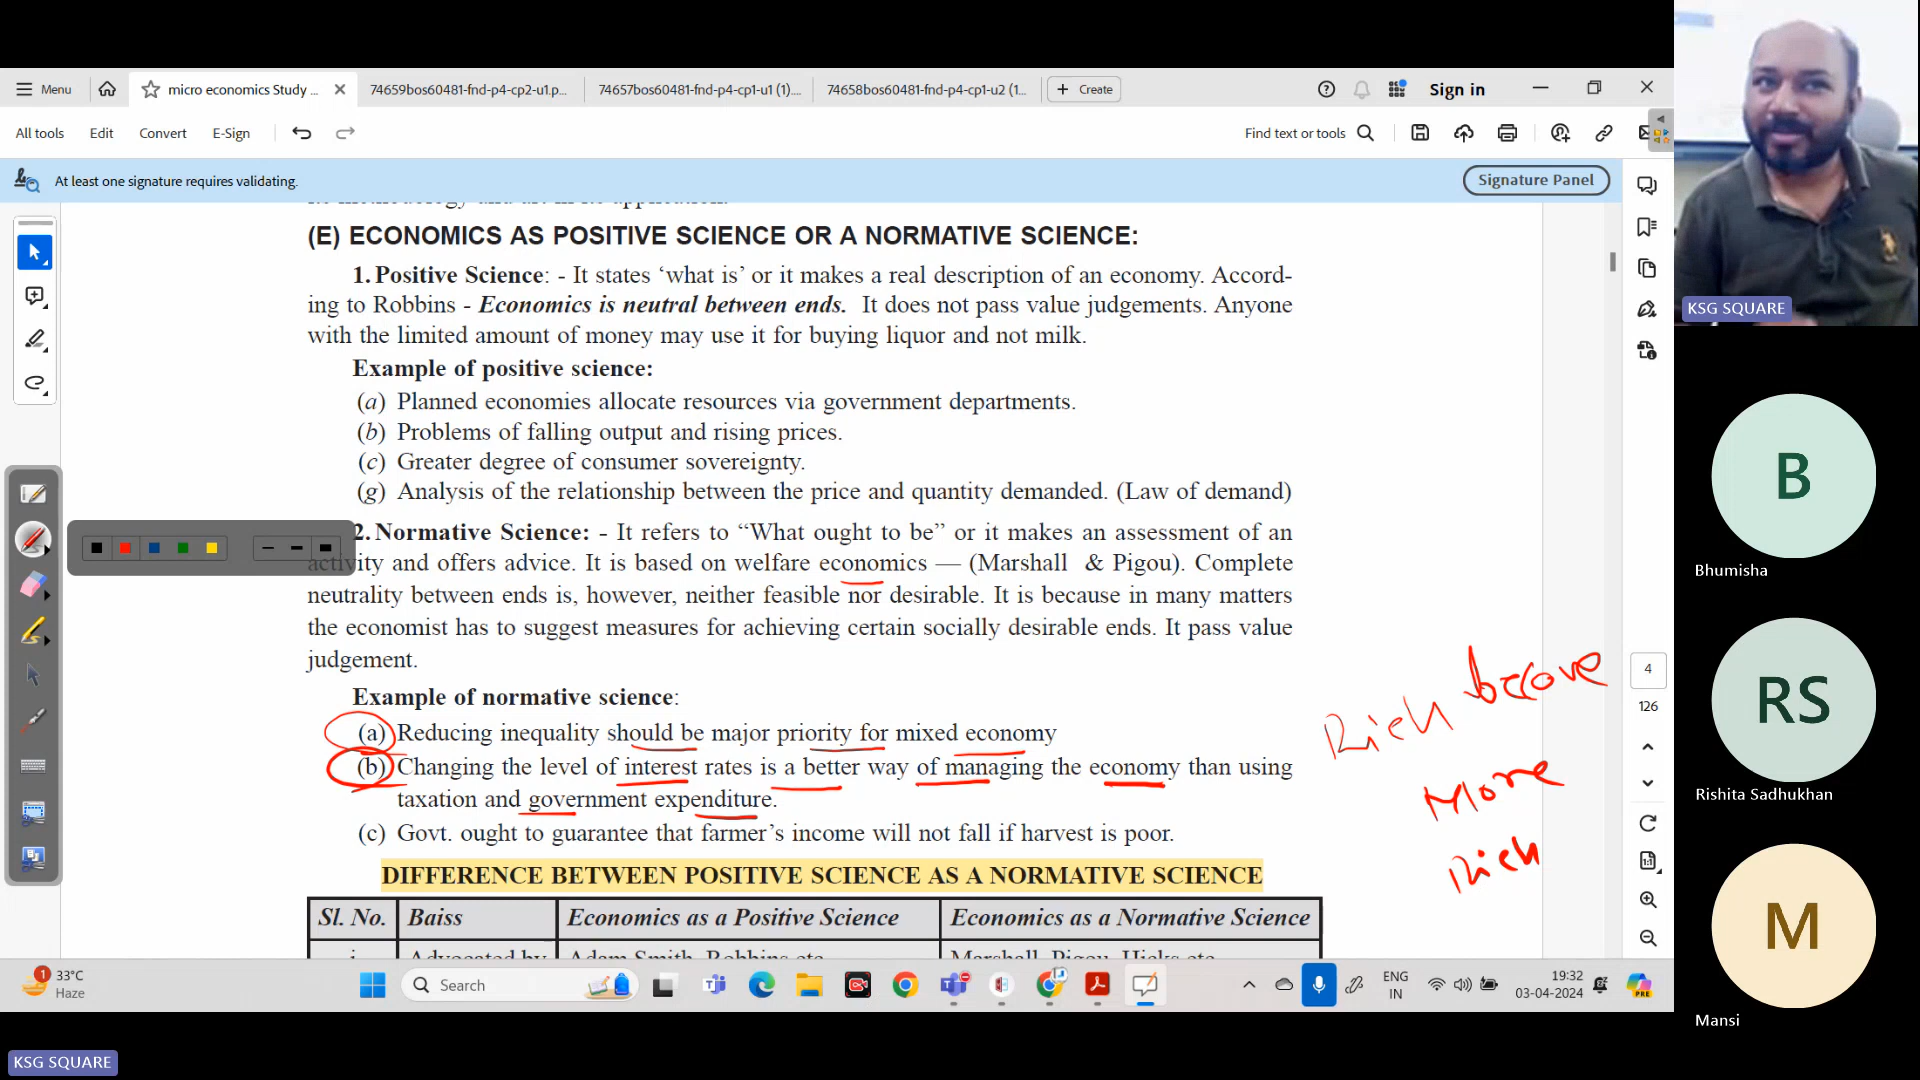 Menu
micro economics Study ...
74659bos60481-fnd-p4-cp2-u1.p...
74657bos60481-fnd-p4-cp1-u1 (1)....
74658bos60481-fnd-p4-cp1-u2 (1...
Create
Sign in
All tools
Edit
Convert
E-Sign
Find text or tools
At least one signature requires validating.
Signature Panel
(E) ECONOMICS AS POSITIVE SCIENCE OR A NORMATIVE SCIENCE:
1. Positive Science: - It states ‘what is’ or it makes a real description of an economy. Accord-
ing to Robbins - Economics is neutral between ends. It does not pass value judgements. Anyone
with the limited amount of money may use it for buying liquor and not milk.
Example of positive science:
(a) Planned economies allocate resources via government departments.
(b) Problems of falling output and rising prices.
(c) Greater degree of consumer sovereignty.
(g) Analysis of the relationship between the price and quantity demanded. (Law of demand)
2. Normative Science: - It refers to “What ought to be” or it makes an assessment of an
activity and offers advice. It is based on welfare economics — (Marshall & Pigou). Complete
neutrality between ends is, however, neither feasible nor desirable. It is because in many matters
the economist has to suggest measures for achieving certain socially desirable ends. It pass value
judgement.
Example of normative science:
(a) Reducing inequality should be major priority for mixed economy
(b) Changing the level of interest rates is a better way of managing the economy than using
taxation and government expenditure.
(c) Govt. ought to guarantee that farmer’s income will not fall if harvest is poor.
DIFFERENCE BETWEEN POSITIVE SCIENCE AS A NORMATIVE SCIENCE
Sl. No. Baiss Economics as a Positive Science Economics as a Normative Science
i Advocated by Adam Smith, Robbins etc Marshall, Pigou, Hicks etc
Rich
More
Rich
4
126
KSG SQUARE
B
Bhumisha
RS
Rishita Sadhukhan
M
Mansi
1
33°C
Haze
Search
ENG
IN
19:32
03-04-2024
PRE
KSG SQUARE